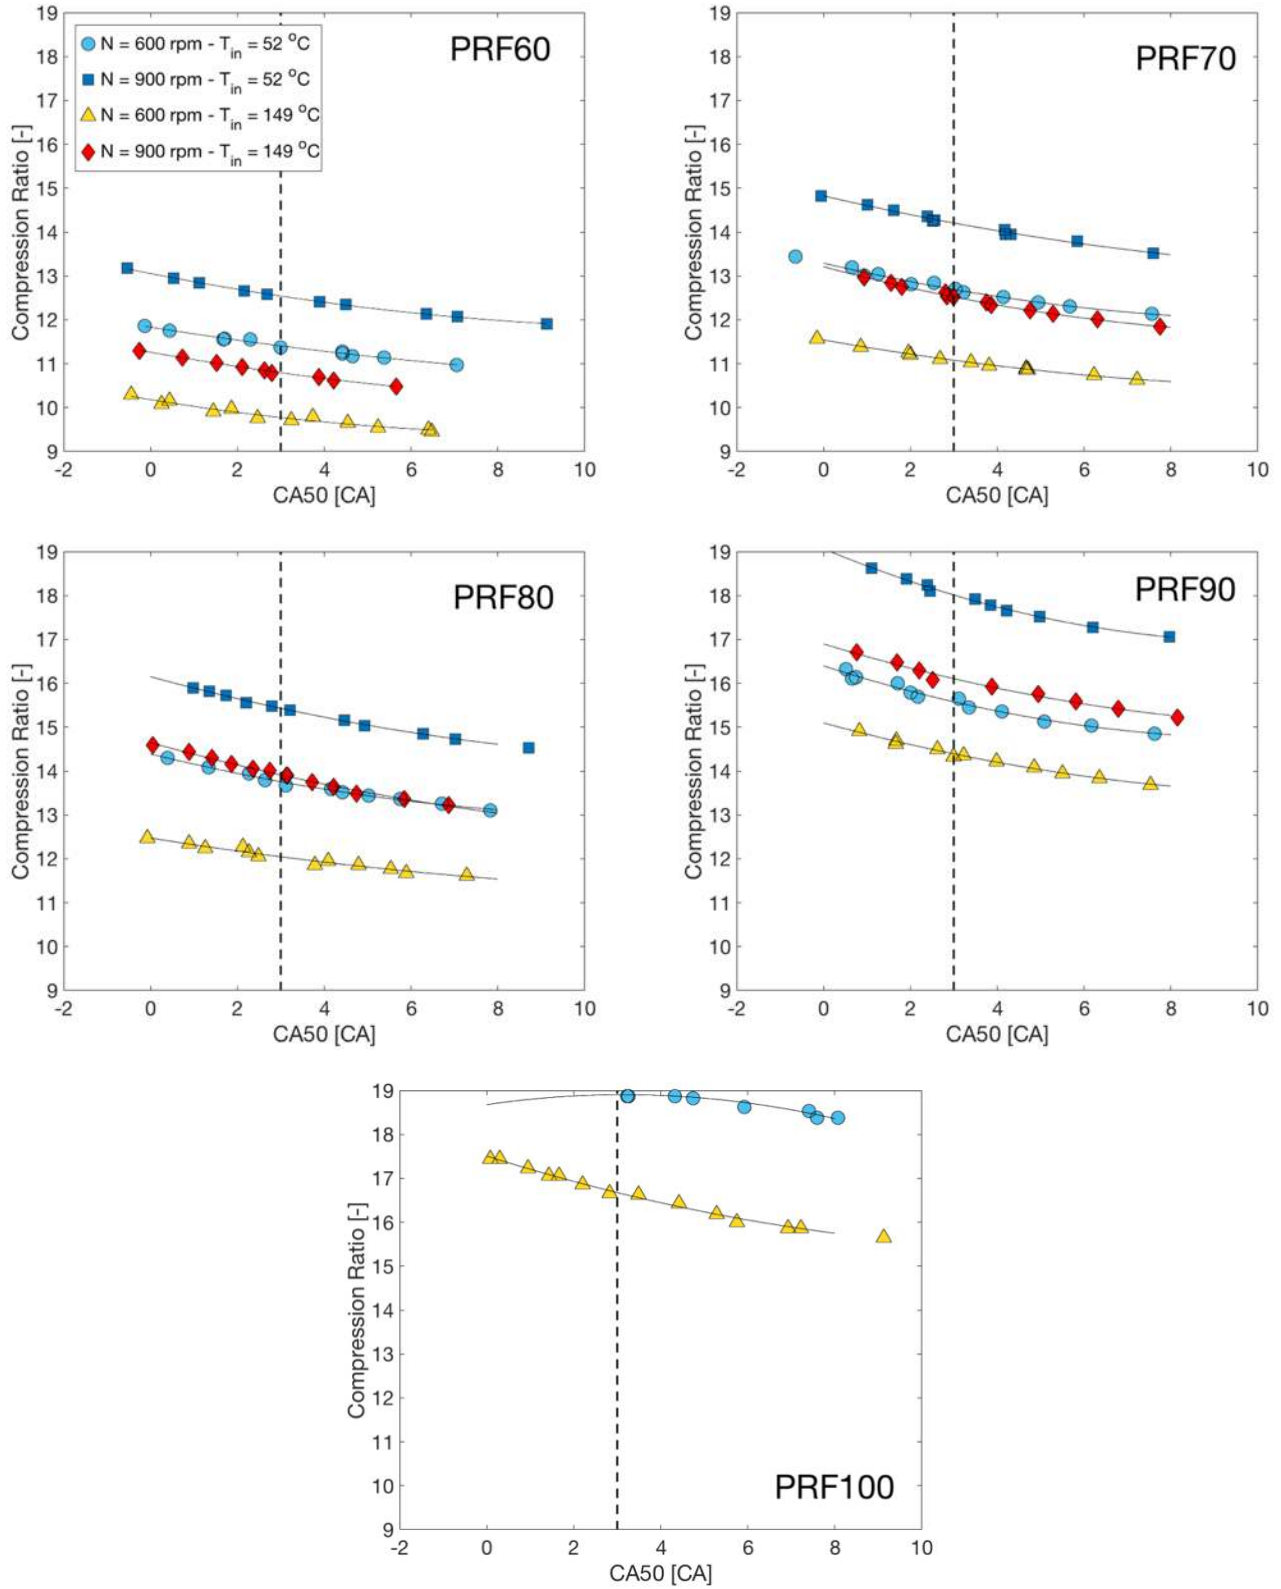 PRF60
N = 600 rpm - Tin = 52 °C
N = 900 rpm - Tin = 52 °C
N = 600 rpm - Tin = 149 °C
N = 900 rpm - Tin = 149 °C
Compression Ratio [-]
19
18
17
16
15
14
13
12
11
10
9
-2 0 2 4 6 8 10
CA50 [CA]
PRF70
Compression Ratio [-]
19
18
17
16
15
14
13
12
11
10
9
-2 0 2 4 6 8 10
CA50 [CA]
PRF80
Compression Ratio [-]
19
18
17
16
15
14
13
12
11
10
9
-2 0 2 4 6 8 10
CA50 [CA]
PRF90
Compression Ratio [-]
19
18
17
16
15
14
13
12
11
10
9
-2 0 2 4 6 8 10
CA50 [CA]
PRF100
Compression Ratio [-]
19
18
17
16
15
14
13
12
11
10
9
-2 0 2 4 6 8 10
CA50 [CA]